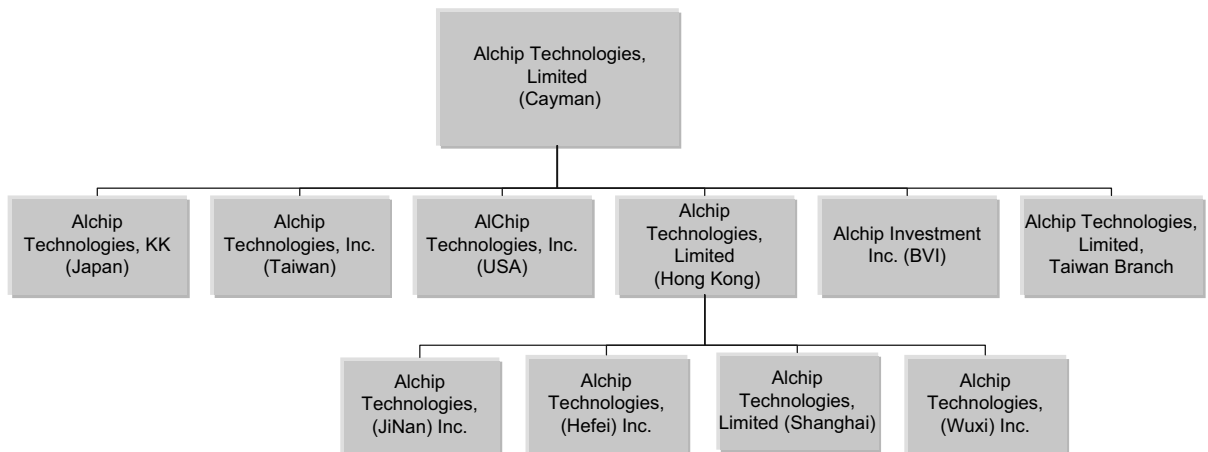 Alchip Technologies,
Limited
(Cayman)
Alchip
Technologies, KK
(Japan)
Alchip
Technologies, Inc.
(Taiwan)
AlChip
Technologies, Inc.
(USA)
Alchip
Technologies,
Limited
(Hong Kong)
Alchip Investment
Inc. (BVI)
Alchip Technologies,
Limited,
Taiwan Branch
Alchip
Technologies,
(JiNan) Inc.
Alchip
Technologies,
(Hefei) Inc.
Alchip
Technologies,
Limited (Shanghai)
Alchip
Technologies,
(Wuxi) Inc.